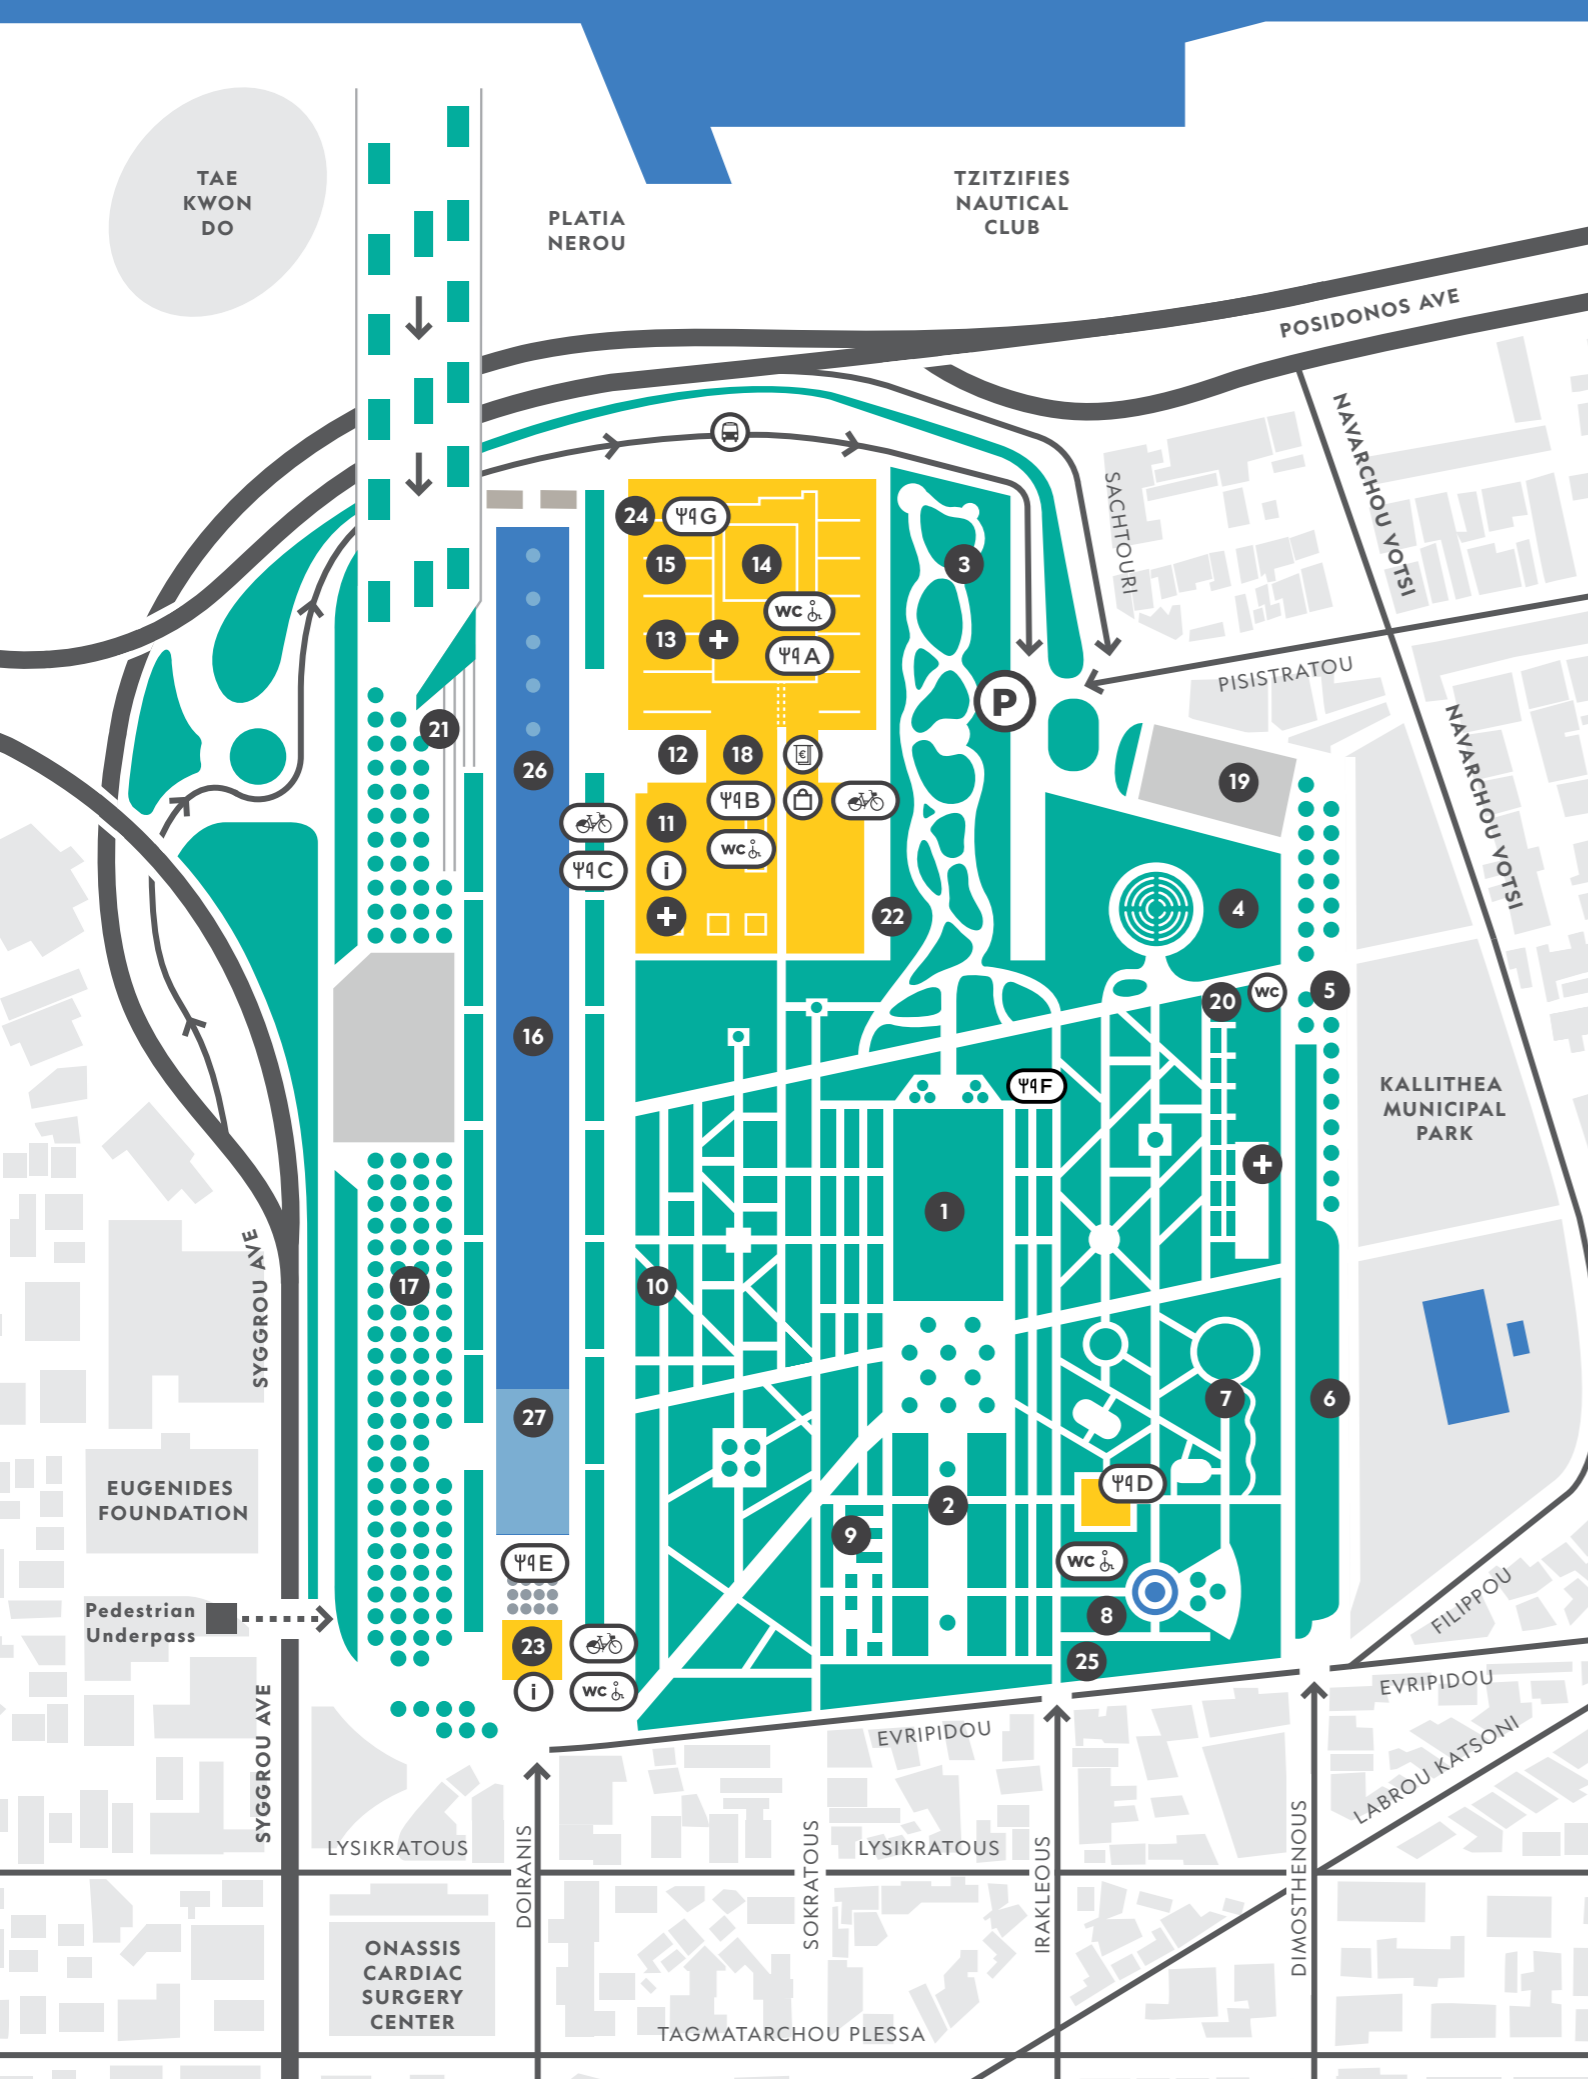 TAE
KWON
DO
PLATIA
NEROU
TZITZIFIES
NAUTICAL
CLUB
POSIDONOS AVE
NAVARCHOU VOTSI
SACHTOURI
24
G
15
14
3
WC
13
A
PISISTRATOU
P
21
12
18
€
26
19
NAVARCHOU VOTSI
B
11
WC
C
i
22
4
5
20
WC
16
F
KALLITHEA
MUNICIPAL
PARK
1
SYGGROU AVE
17
10
27
7
6
EUGENIDES
FOUNDATION
D
2
9
E
WC
8
FILIPPOU
Pedestrian
Underpass
23
25
i
WC
EVRIPIDOU
EVRIPIDOU
SYGGROU AVE
LABROU KATSONI
LYSIKRATOUS
DOIRANIS
SOKRATOUS
LYSIKRATOUS
IRAKLEOUS
DIMOSTHENOUS
ONASSIS
CARDIAC
SURGERY
CENTER
TAGMATARCHOU PLESSA